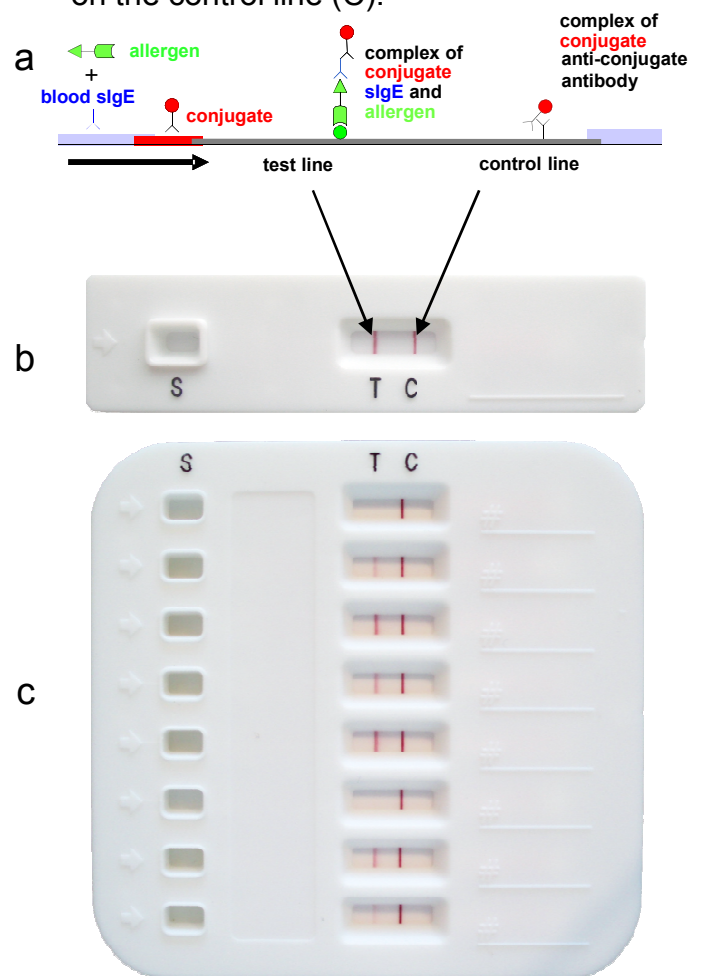 on the control line (C).
a
allergen
+
blood sIgE
conjugate
complex of
conjugate
sIgE and
allergen
complex of
conjugate
anti-conjugate
antibody
test line
control line
b
S
T C
c
S
T C